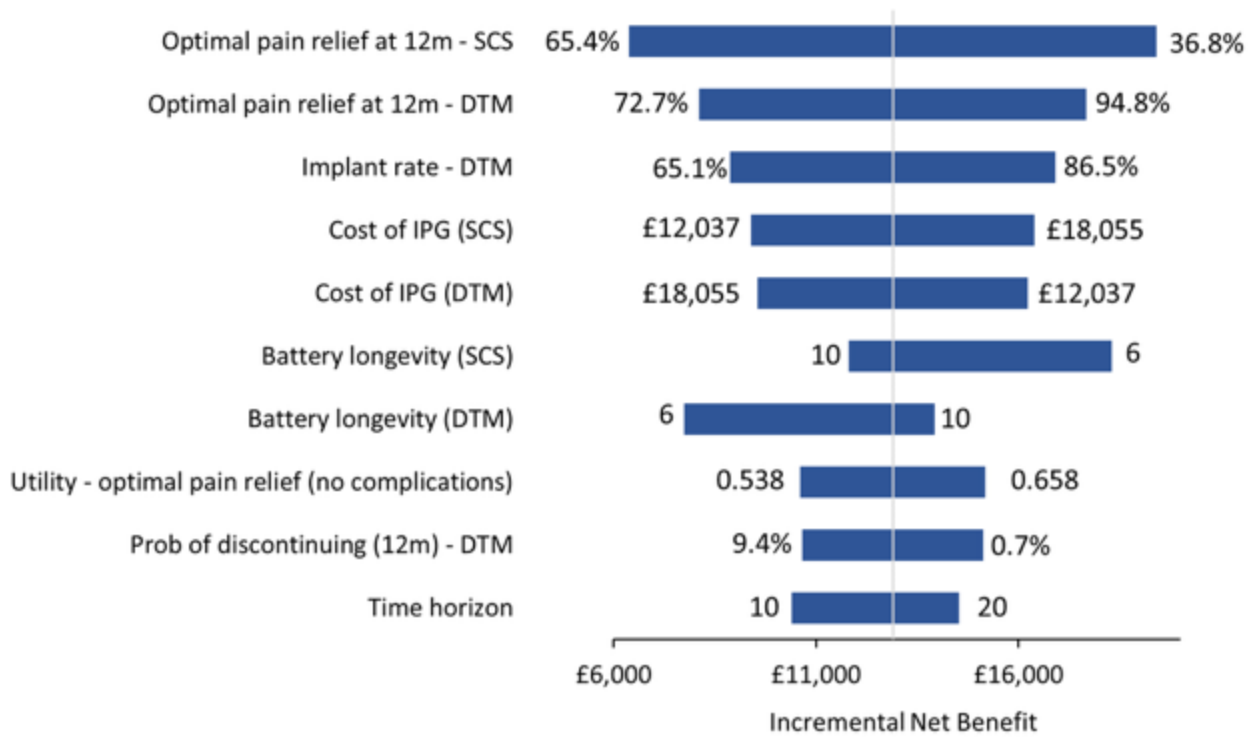 Optimal pain relief at 12m - SCS 65.4% 36.8%
Optimal pain relief at 12m - DTM 72.7% 94.8%
Implant rate - DTM 65.1% 86.5%
Cost of IPG (SCS) £12,037 £18,055
Cost of IPG (DTM) £18,055 £12,037
Battery longevity (SCS) 10 6
Battery longevity (DTM) 6 10
Utility - optimal pain relief (no complications) 0.538 0.658
Prob of discontinuing (12m) - DTM 9.4% 0.7%
Time horizon 10 20
£6,000 £11,000 £16,000
Incremental Net Benefit